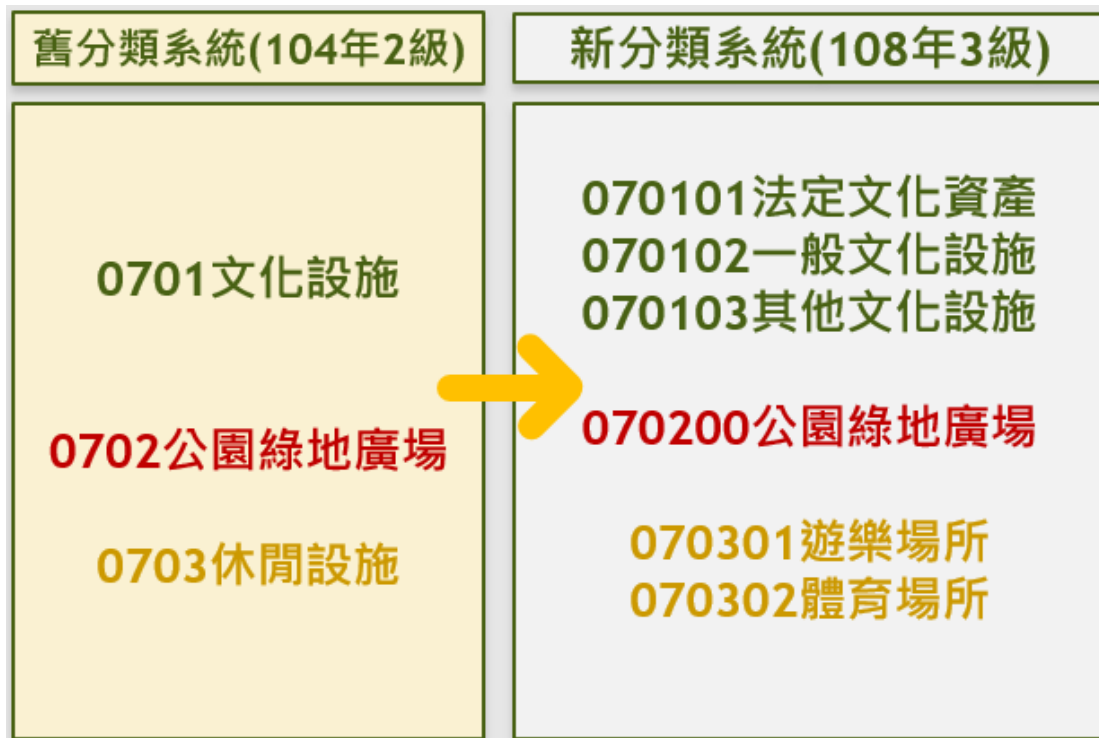 舊分類系統(104年2級)
0701文化設施
0702公園綠地廣場
0703休閒設施
新分類系統(108年3級)
070101法定文化資產
070102一般文化設施
070103其他文化設施
070200公園綠地廣場
070301遊樂場所
070302體育場所